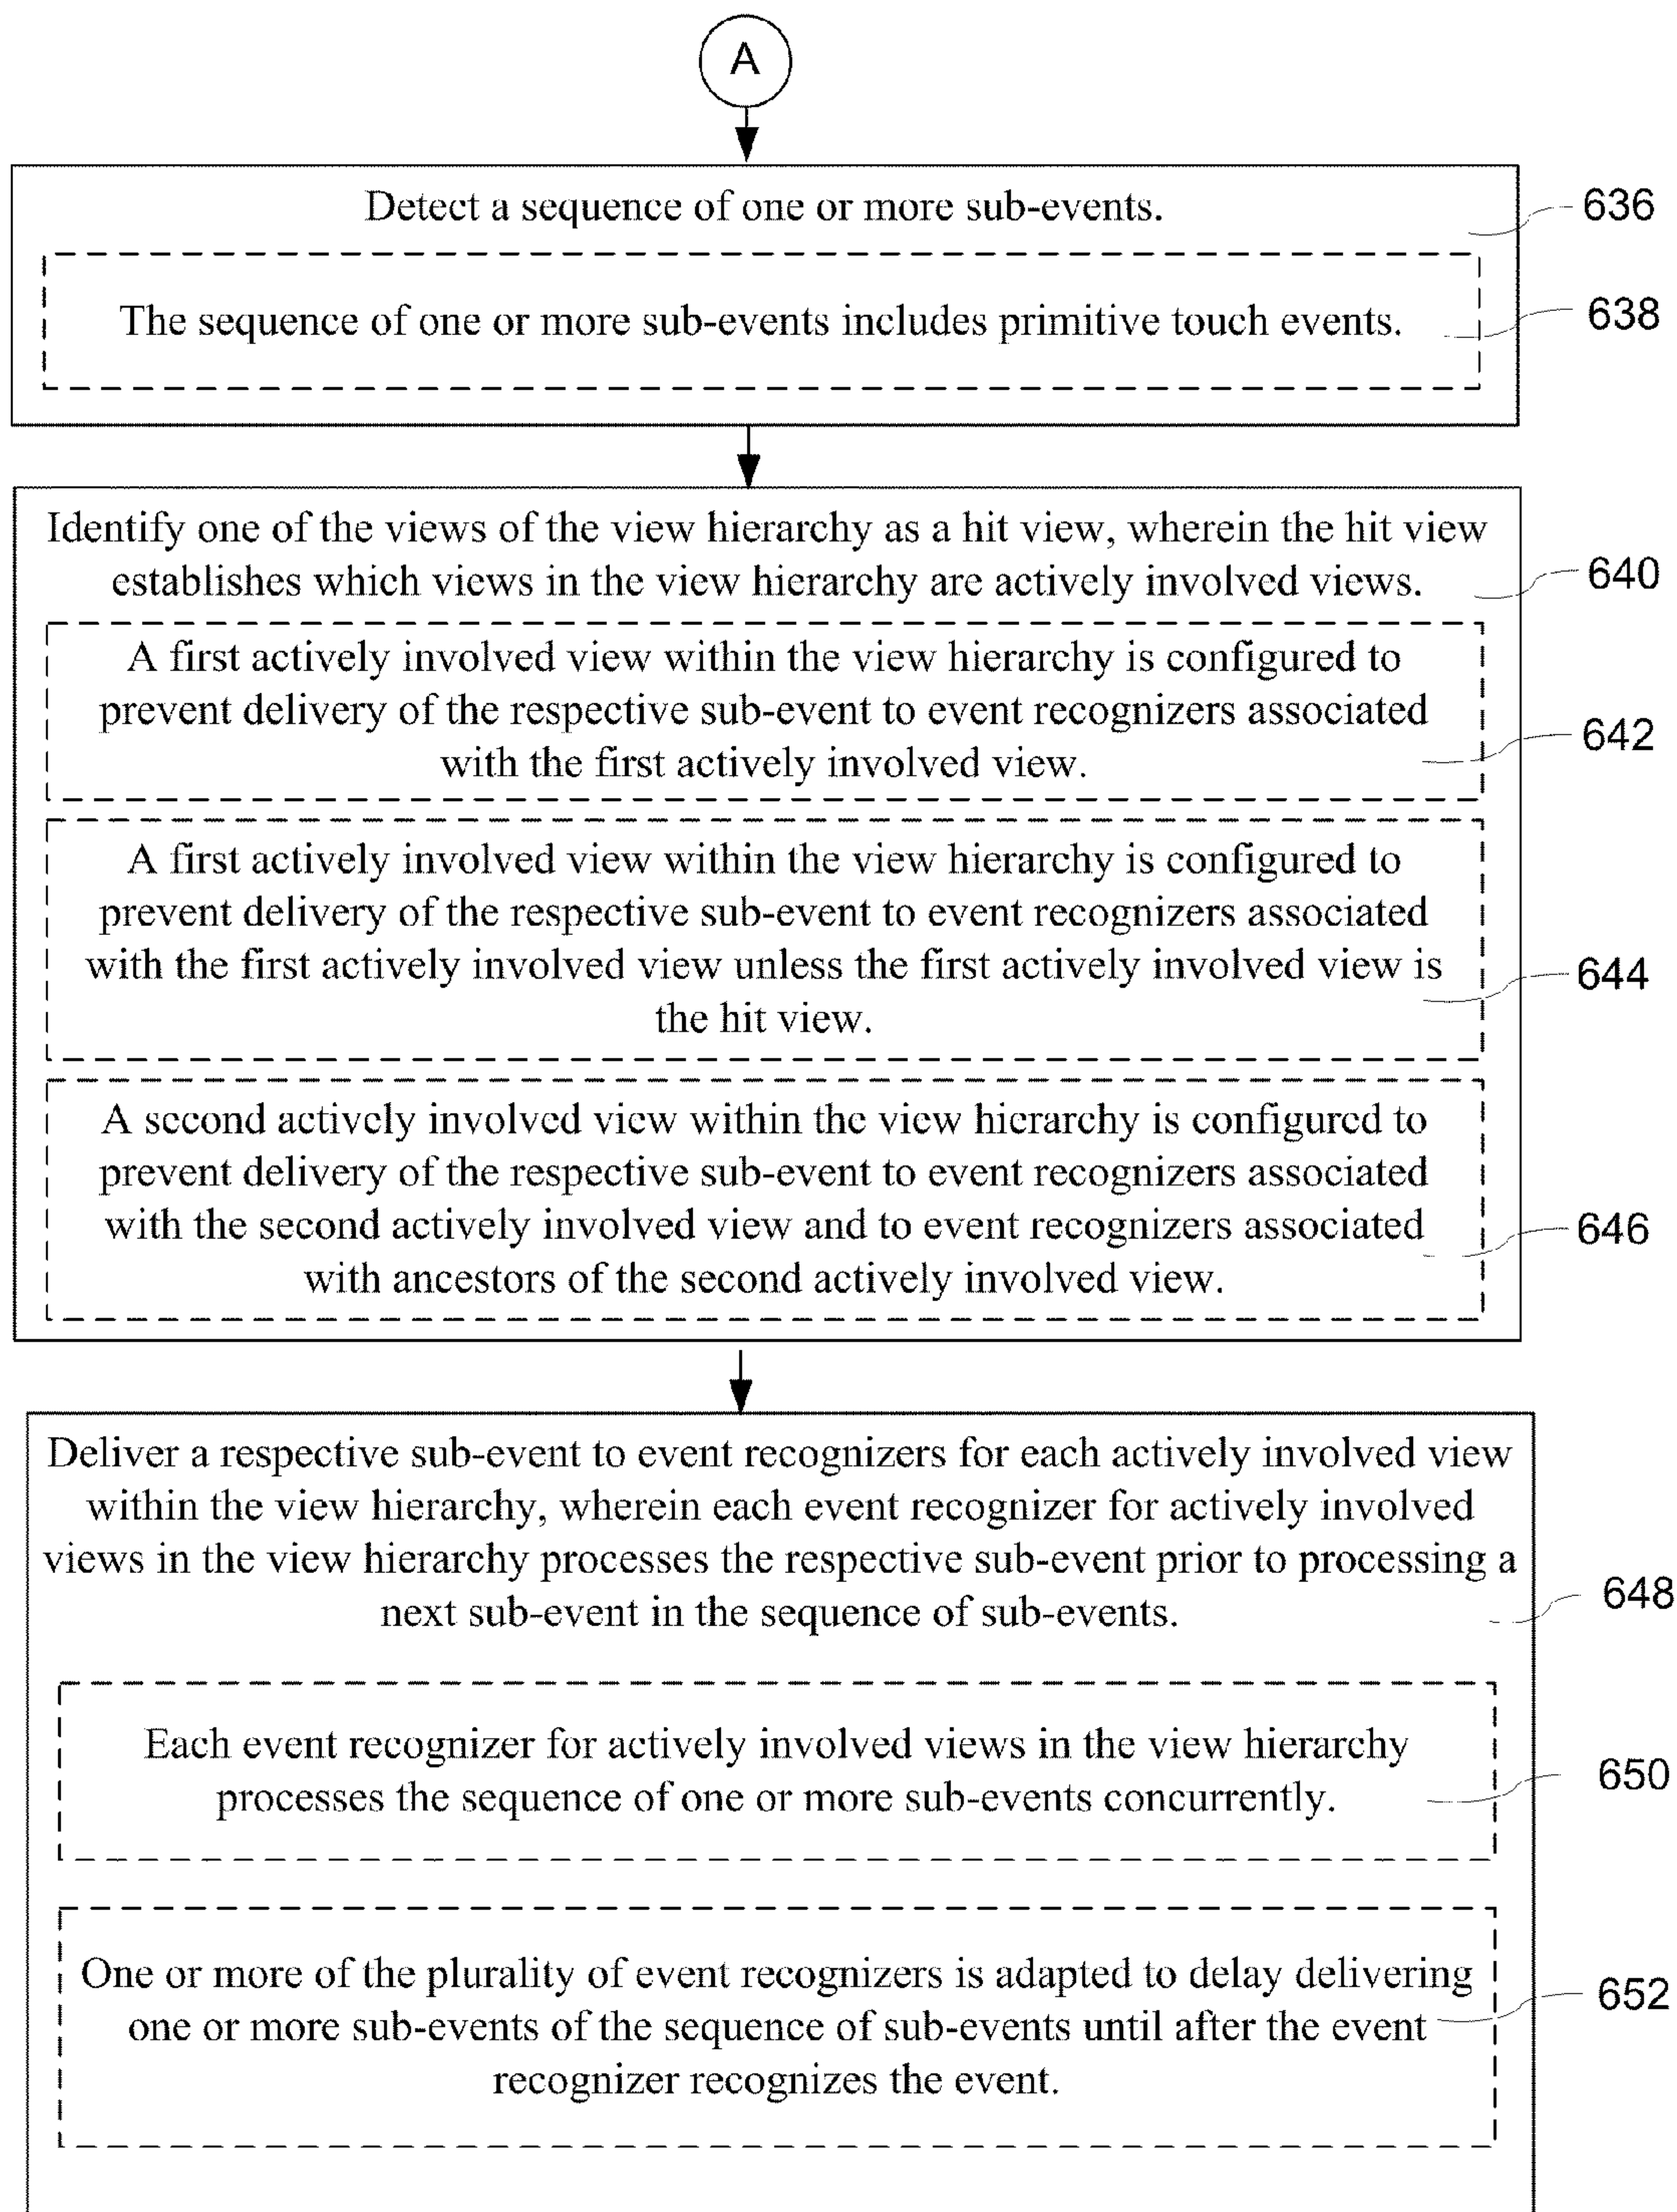 A
Detect a sequence of one or more sub-events.
636
The sequence of one or more sub-events includes primitive touch events.
638
Identify one of the views of the view hierarchy as a hit view, wherein the hit view
establishes which views in the view hierarchy are actively involved views.
640
A first actively involved view within the view hierarchy is configured to
prevent delivery of the respective sub-event to event recognizers associated
with the first actively involved view.
642
A first actively involved view within the view hierarchy is configured to
prevent delivery of the respective sub-event to event recognizers associated
with the first actively involved view unless the first actively involved view is
the hit view.
644
A second actively involved view within the view hierarchy is configured to
prevent delivery of the respective sub-event to event recognizers associated
with the second actively involved view and to event recognizers associated
with ancestors of the second actively involved view.
646
Deliver a respective sub-event to event recognizers for each actively involved view
within the view hierarchy, wherein each event recognizer for actively involved
views in the view hierarchy processes the respective sub-event prior to processing a
next sub-event in the sequence of sub-events.
648
Each event recognizer for actively involved views in the view hierarchy
processes the sequence of one or more sub-events concurrently.
650
One or more of the plurality of event recognizers is adapted to delay delivering
one or more sub-events of the sequence of sub-events until after the event
recognizer recognizes the event.
652